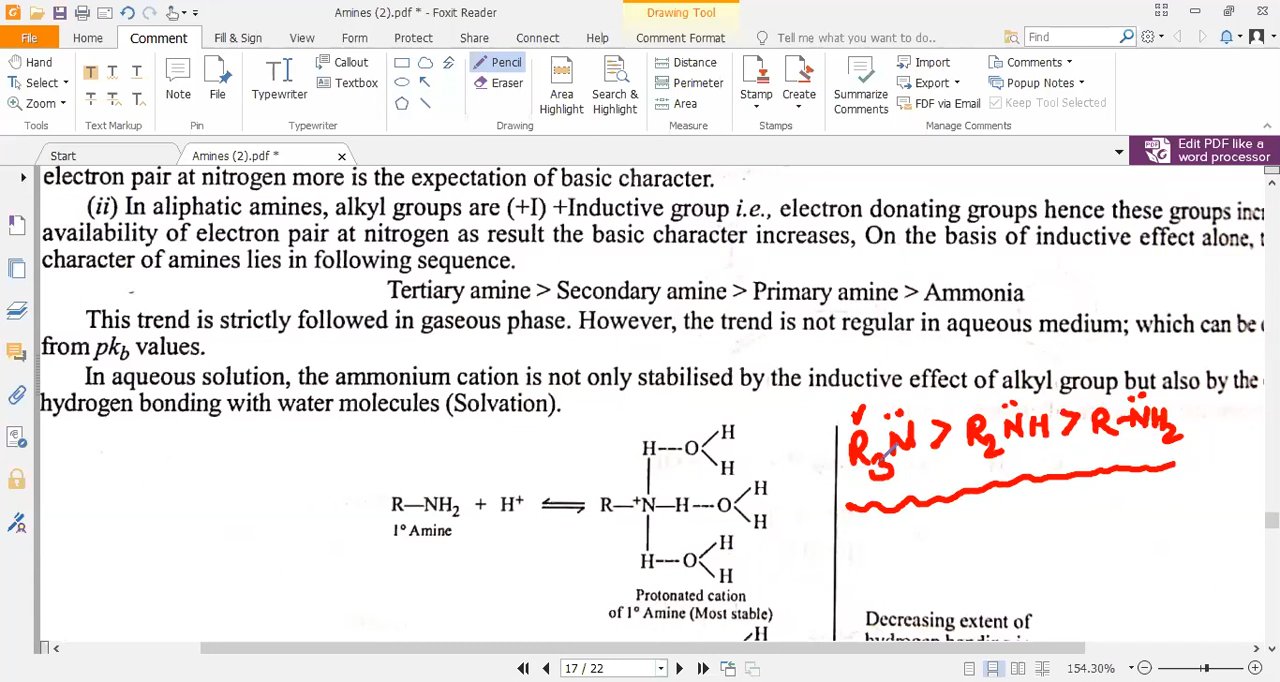 Amines (2).pdf * - Foxit Reader
Drawing Tool
File Home Comment Fill & Sign View Form Protect Share Connect Help Comment Format Tell me what you want to do.. Find
Hand
Select
Zoom
Tools
T T T
T T T
Text Markup
Note
File
Pin
Typewriter
Callout
Textbox
Typewriter
Pencil
Eraser
Area Highlight
Search & Highlight
Drawing
Distance
Perimeter
Area
Measure
Stamp
Create
Stamps
Summarize Comments
Import
Export
FDF via Email
Comments
Popup Notes
Keep Tool Selected
Manage Comments
Start
Amines (2).pdf *
Edit PDF like a
word processor
electron pair at nitrogen more is the expectation of basic character.
(ii) In aliphatic amines, alkyl groups are (+I) +Inductive group i.e., electron donating groups hence these groups inc
availability of electron pair at nitrogen as result the basic character increases, On the basis of inductive effect alone,
character of amines lies in following sequence.
Tertiary amine > Secondary amine > Primary amine > Ammonia
This trend is strictly followed in gaseous phase. However, the trend is not regular in aqueous medium; which can be
from pkb values.
In aqueous solution, the ammonium cation is not only stabilised by the inductive effect of alkyl group but also by the
hydrogen bonding with water molecules (Solvation).
R3N̈ > R2N̈H > R-N̈H2
H---O H
H
R—NH2 + H+ ⇌ R—+N—H---O H
H
1° Amine
H---O H
H
Protonated cation
of 1° Amine (Most stable)
H
Decreasing extent of
hydrogen bonding is
17 / 22
154.30%